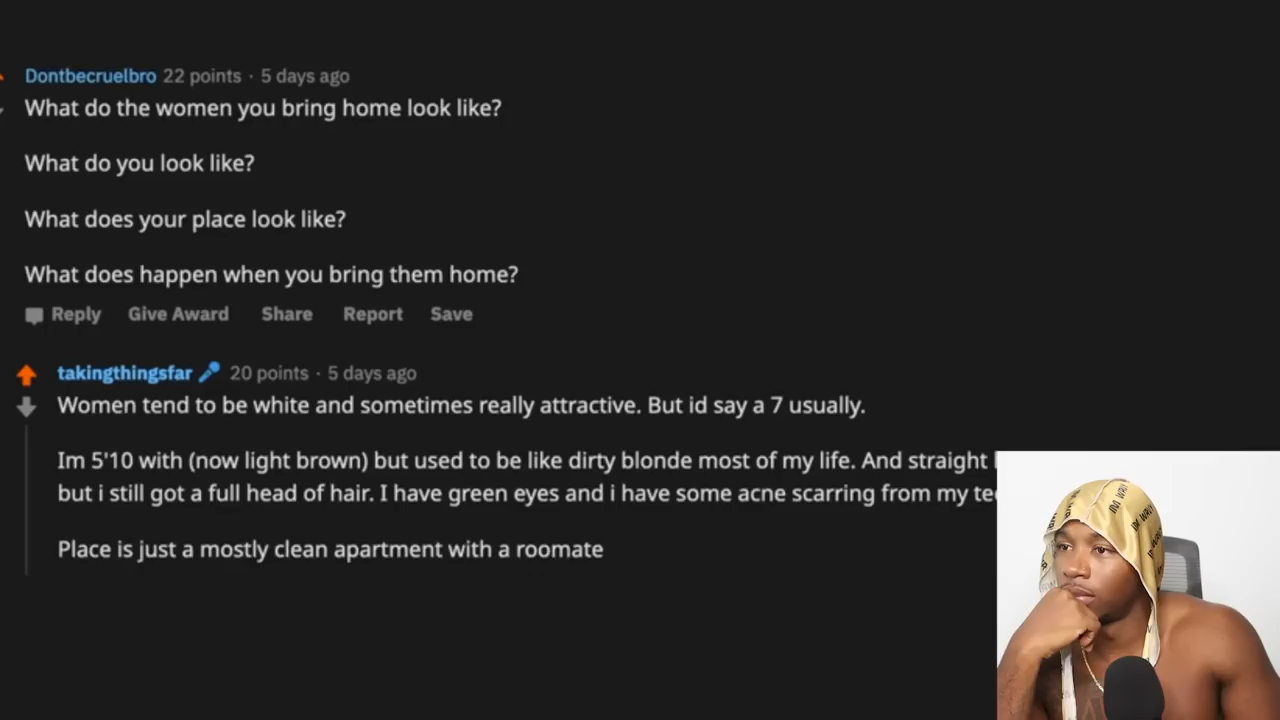 Dontbecruelbro 22 points · 5 days ago
What do the women you bring home look like?
What do you look like?
What does your place look like?
What does happen when you bring them home?
Reply Give Award Share Report Save
takingthingsfar 20 points · 5 days ago
Women tend to be white and sometimes really attractive. But id say a 7 usually.
Im 5'10 with (now light brown) but used to be like dirty blonde most of my life. And straight
but i still got a full head of hair. I have green eyes and i have some acne scarring from my
Place is just a mostly clean apartment with a roomate